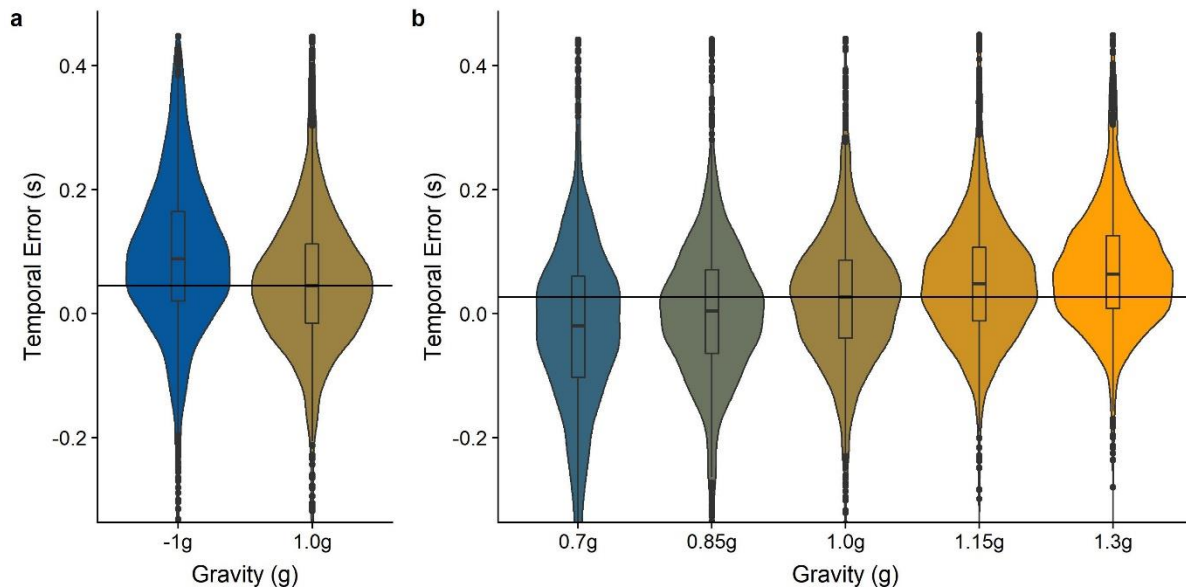 a
Temporal Error (s)
0.4
0.2
0.0
-0.2
-1g 1.0g
Gravity (g)
b
Temporal Error (s)
0.4
0.2
0.0
-0.2
0.7g 0.85g 1.0g 1.15g 1.3g
Gravity (g)